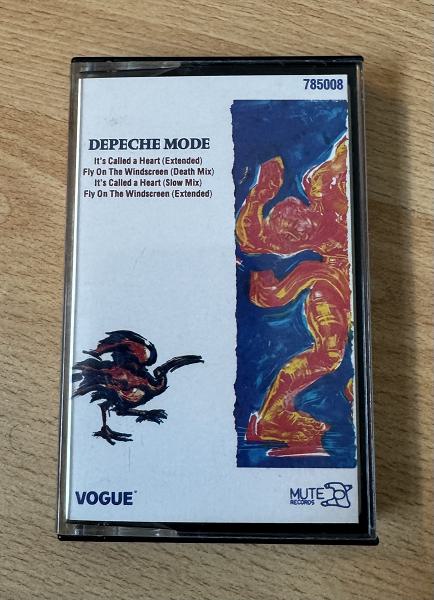 785008
DEPECHE MODE
It's Called a Heart (Extended)
Fly On The Windscreen (Death Mix)
It's Called a Heart (Slow Mix)
Fly On The Windscreen (Extended)
VOGUE
MUTE
RECORDS